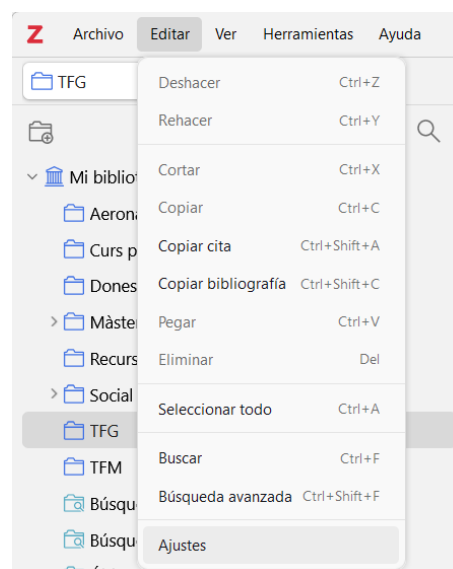 Z Archivo Editar Ver Herramientas Ayuda
TFG
Deshacer Ctrl+Z
Rehacer Ctrl+Y
Cortar Ctrl+X
Copiar Ctrl+C
Copiar cita Ctrl+Shift+A
Copiar bibliografía Ctrl+Shift+C
Pegar Ctrl+V
Eliminar Del
Seleccionar todo Ctrl+A
Buscar Ctrl+F
Búsqueda avanzada Ctrl+Shift+F
Ajustes
Mi bibliot
Aerona
Curs p
Dones
Màste
Recurs
Social
TFG
TFM
Búsqu
Búsqu